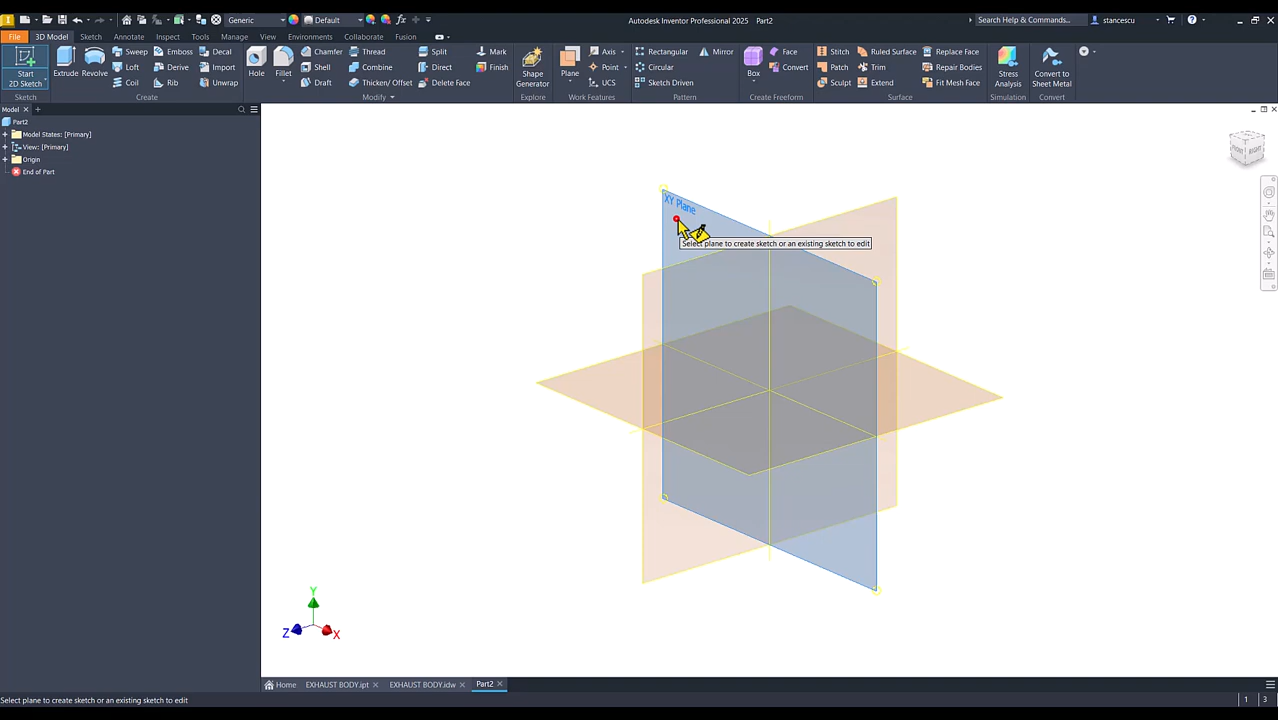 Generic
Default
Autodesk Inventor Professional 2025 Part2
Search Help & Commands...
stancescu
File 3D Model Sketch Annotate Inspect Tools Manage View Environments Collaborate Fusion
Start 2D Sketch
Extrude
Revolve
Sweep Emboss Decal
Loft Derive Import
Coil Rib Unwrap
Hole
Fillet
Chamfer Thread Split Mark
Shell Combine Direct Finish
Draft Thicken/ Offset Delete Face
Shape Generator
Plane
Axis
Point
UCS
Rectangular Mirror
Circular
Sketch Driven
Box
Face
Convert
Stitch Ruled Surface Replace Face
Patch Trim Repair Bodies
Sculpt Extend Fit Mesh Face
Stress Analysis
Convert to Sheet Metal
Sketch Create Modify Explore Work Features Pattern Create Freeform Surface Simulation Convert
Model
Part2
Model States: [Primary]
View: [Primary]
Origin
End of Part
XY Plane
Select plane to create sketch or an existing sketch to edit
FRONT RIGHT
Y
Z X
Home EXHAUST BODY.ipt EXHAUST BODY.idw Part2
Select plane to create sketch or an existing sketch to edit
1 3